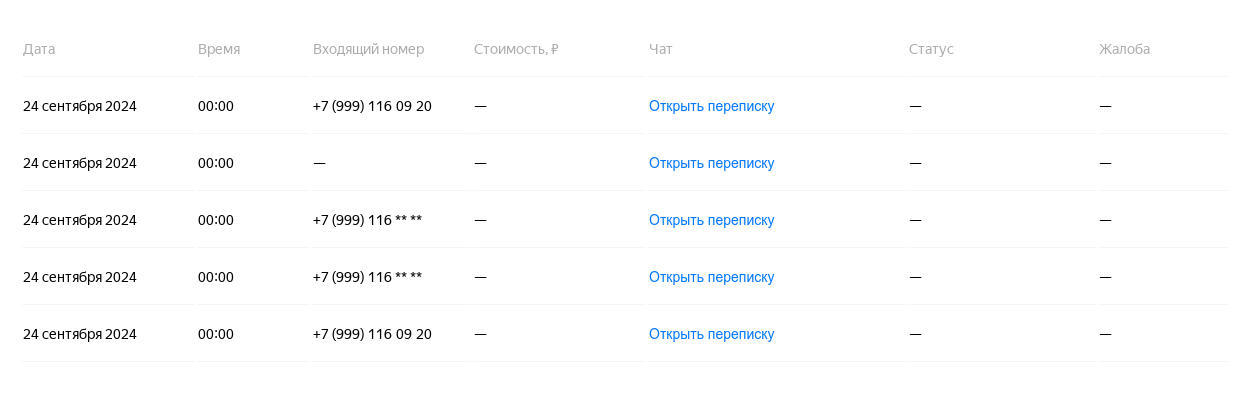 Дата Время Входящий номер Стоимость, ₽ Чат Статус Жалоба
24 сентября 2024 00:00 +7 (999) 116 09 20 — Открыть переписку — —
24 сентября 2024 00:00 — — Открыть переписку — —
24 сентября 2024 00:00 +7 (999) 116 ** ** — Открыть переписку — —
24 сентября 2024 00:00 +7 (999) 116 ** ** — Открыть переписку — —
24 сентября 2024 00:00 +7 (999) 116 09 20 — Открыть переписку — —